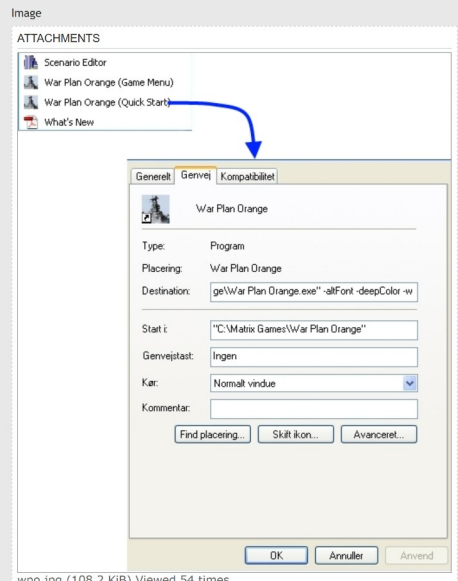 Image
ATTACHMENTS
Scenario Editor
War Plan Orange (Game Menu)
War Plan Orange (Quick Start)
What's New
Generelt Genvej Kompatibilitet
War Plan Orange
Type: Program
Placering: War Plan Orange
Destination: ge\War Plan Orange.exe" -altFont -deepColor -w
Start i: "C:\Matrix Games\War Plan Orange"
Genvejstast: Ingen
Kør: Normalt vindue
Kommentar:
Find placering... Skift ikon... Avanceret...
OK Annuller Anvend
wpo.jpg (108.2 KiB) Viewed 54 times